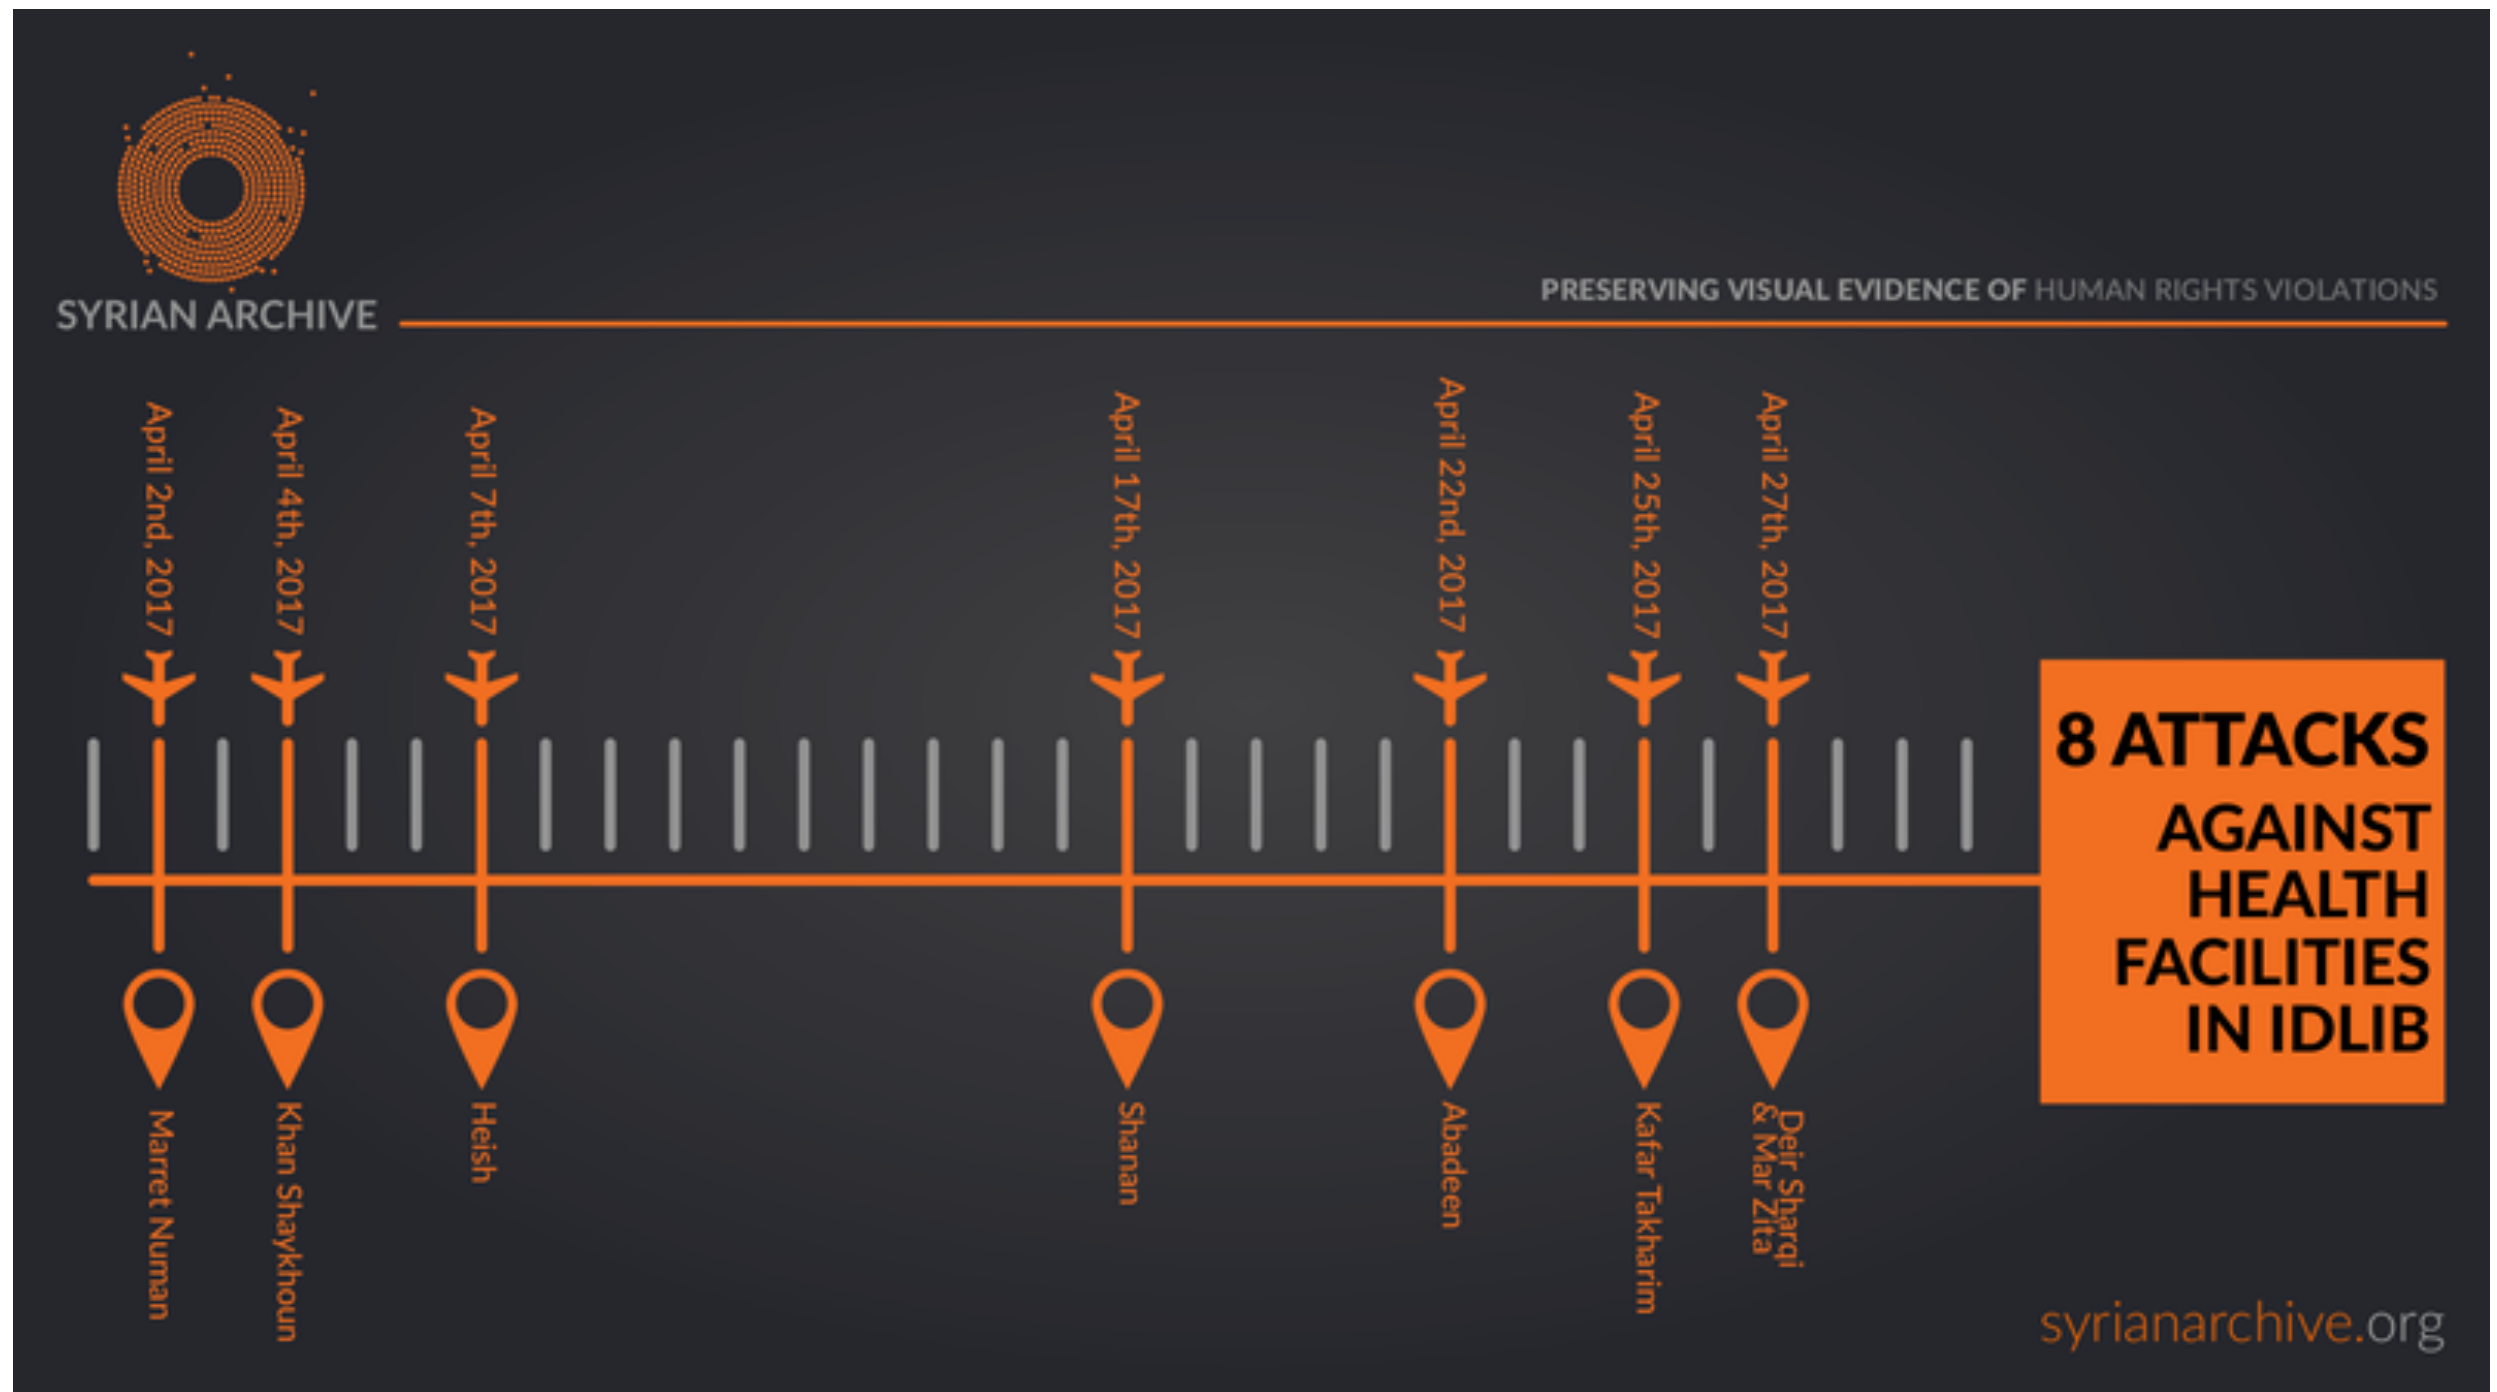 SYRIAN ARCHIVE
PRESERVING VISUAL EVIDENCE OF HUMAN RIGHTS VIOLATIONS
April 2nd, 2017
April 4th, 2017
April 7th, 2017
April 17th, 2017
April 22nd, 2017
April 25th, 2017
April 27th, 2017
8 ATTACKS
AGAINST
HEALTH
FACILITIES
IN IDLIB
Marret Numan
Khan Shaykhoun
Heish
Shanan
Abadeen
Kafar Takharim
Deir Sharqi
& Mar Zita
syrianarchive.org